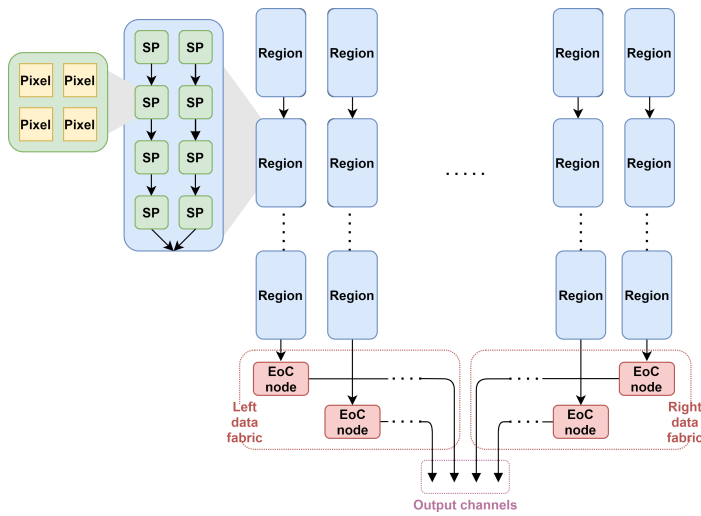 SP SP
Region Region Region Region
Pixel Pixel
SP SP
Pixel Pixel
Region Region Region Region
SP SP
SP SP
Region Region Region Region
EoC
node
EoC
node
Left
data
fabric
EoC
node
EoC
node
Right
data
fabric
Output channels